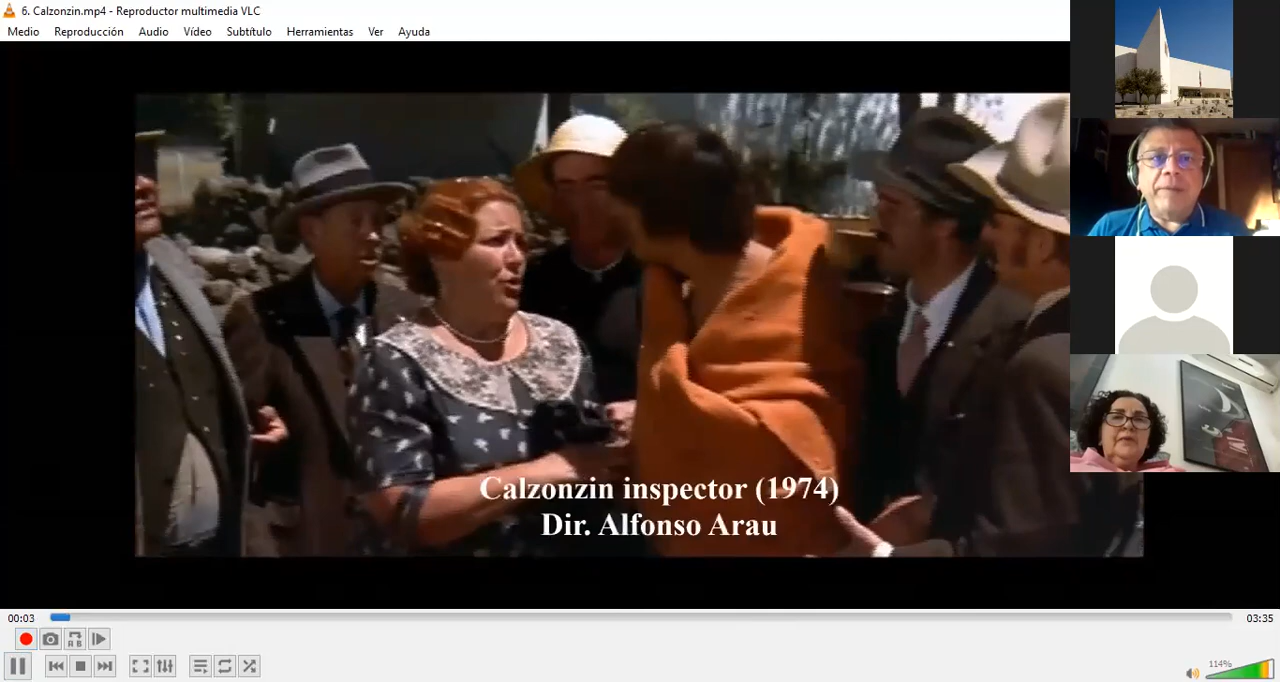 6. Calzonzin.mp4 - Reproductor multimedia VLC
Medio Reproducción Audio Vídeo Subtítulo Herramientas Ver Ayuda
Calzonzin inspector (1974)
Dir. Alfonso Arau
00:03 03:35
A B
114%